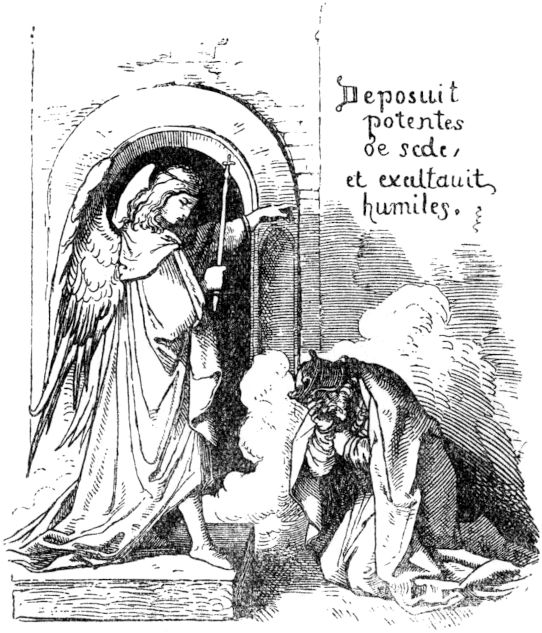 Deposuit
potentes
de sede,
et exaltauit
humiles.